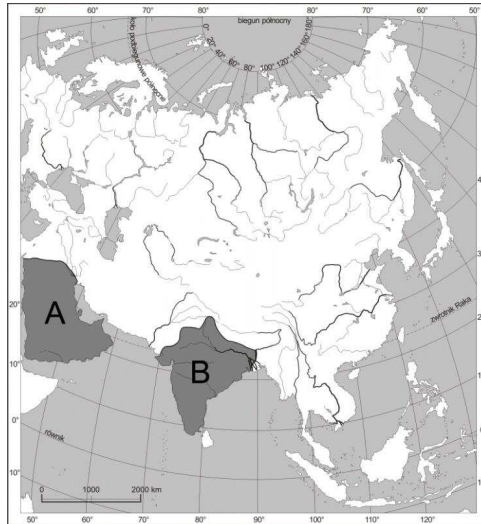 50° 60° 70° 80° biegun północny 80° 70° 60° 50°
koło podbiegunowe północne
0° 20° 40° 60° 80° 100° 120° 140° 160° 180°
A
B
20°
10°
0°
10°
równik
zwrotnik Raka
0 1000 2000 km
50° 60° 70° 80° 90° 100° 110° 120°